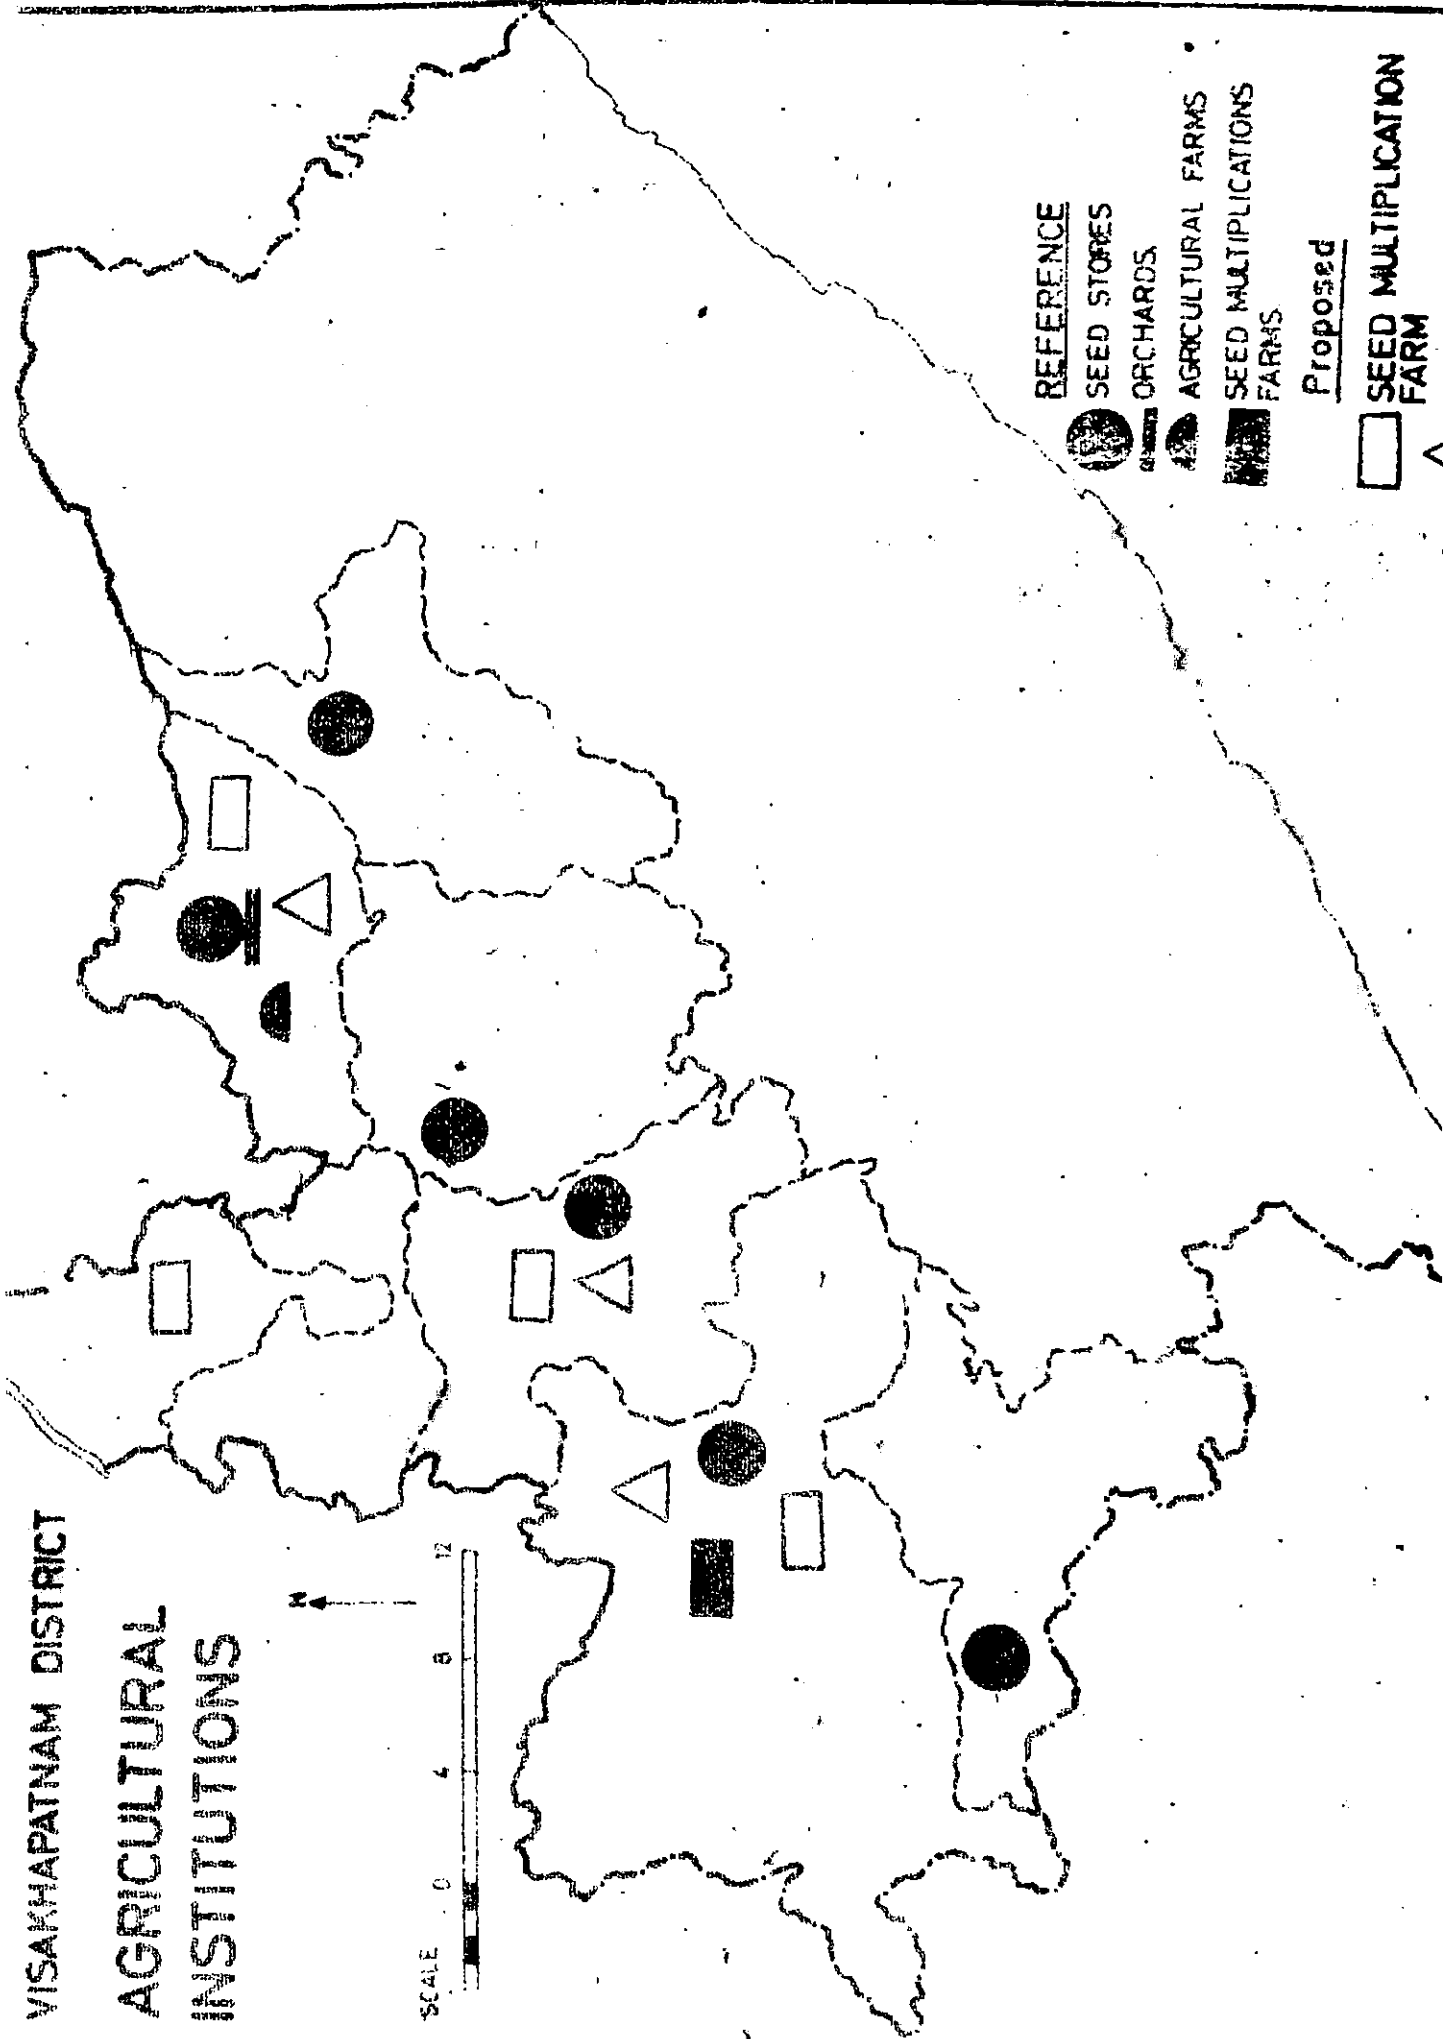 VISAKHAPATNAM DISTRICT
AGRICULTURAL
INSTITUTIONS
N
SCALE
0 4 8 12
REFERENCE
SEED STORES
ORCHARDS
AGRICULTURAL FARMS
SEED MULTIPLICATIONS
FARMS
Proposed
SEED MULTIPLICATION
FARM